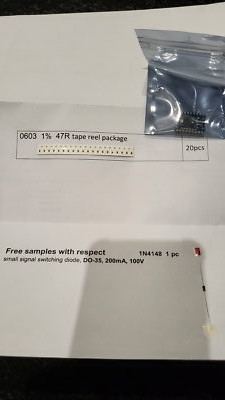 0603 1% 47R tape reel package
20pcs
Free samples with respect
1N4148 1 pc
small signal switching diode, DO-35, 200mA, 100V